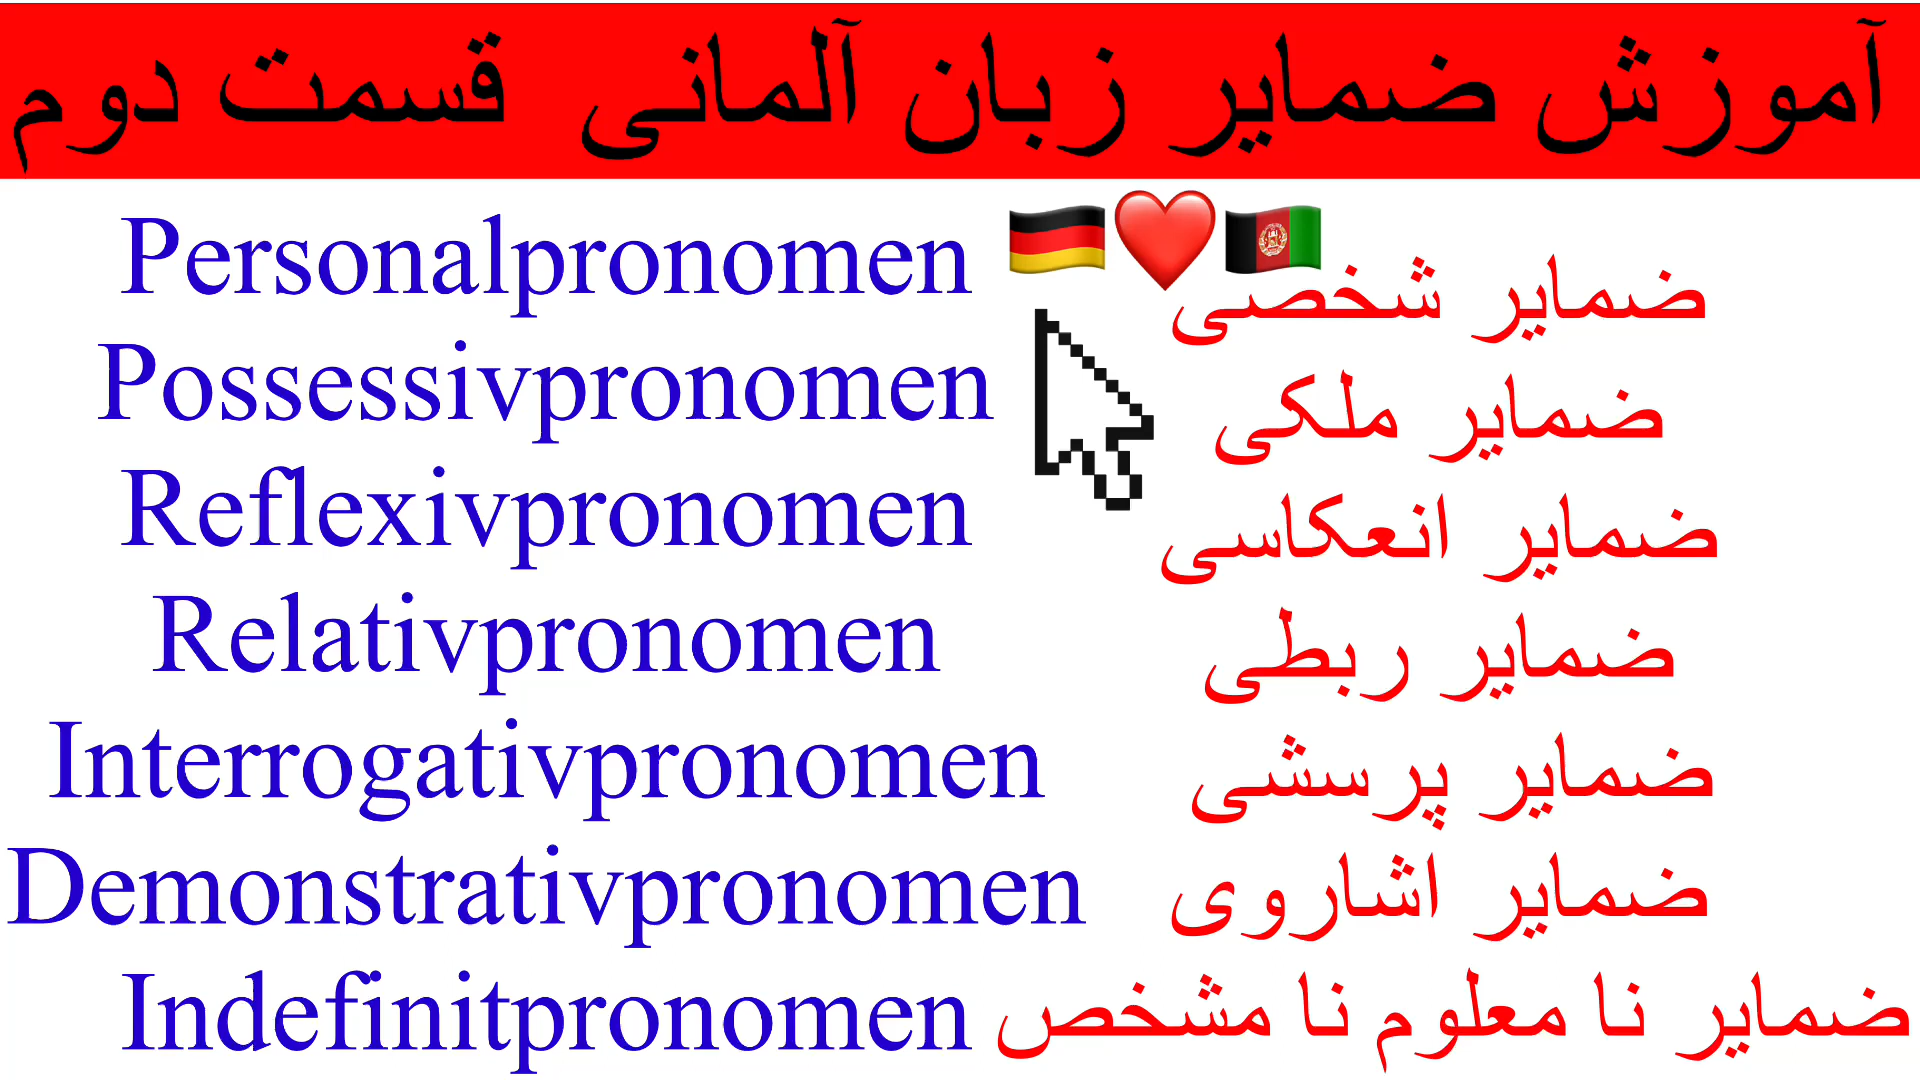 آموزش ضمایر زبان آلمانی قسمت دوم
Personalpronomen 🇩🇪❤️🇦🇫 ضمایر شخصی
Possessivpronomen ضمایر ملکی
Reflexivpronomen ضمایر انعکاسی
Relativpronomen ضمایر ربطی
Interrogativpronomen ضمایر پرسشی
Demonstrativpronomen ضمایر اشاروی
Indefinitpronomen ضمایر نا معلوم نا مشخص